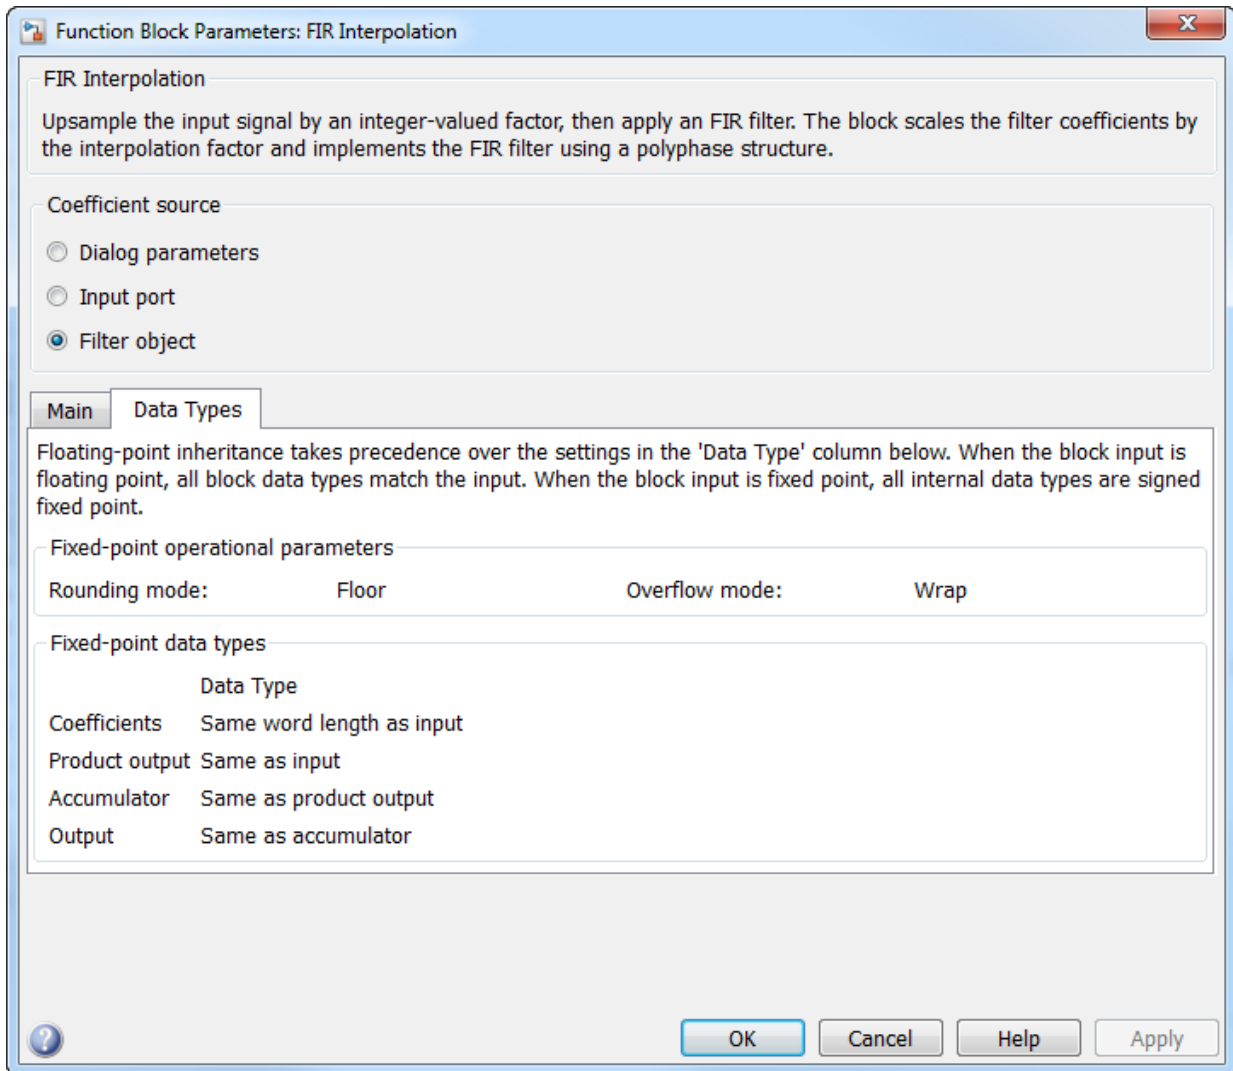 Function Block Parameters: FIR Interpolation
X
FIR Interpolation
Upsample the input signal by an integer-valued factor, then apply an FIR filter. The block scales the filter coefficients by
the interpolation factor and implements the FIR filter using a polyphase structure.
Coefficient source
Dialog parameters
Input port
Filter object
Main Data Types
Floating-point inheritance takes precedence over the settings in the 'Data Type' column below. When the block input is
floating point, all block data types match the input. When the block input is fixed point, all internal data types are signed
fixed point.
Fixed-point operational parameters
Rounding mode: Floor Overflow mode: Wrap
Fixed-point data types
Data Type
Coefficients Same word length as input
Product output Same as input
Accumulator Same as product output
Output Same as accumulator
? OK Cancel Help Apply